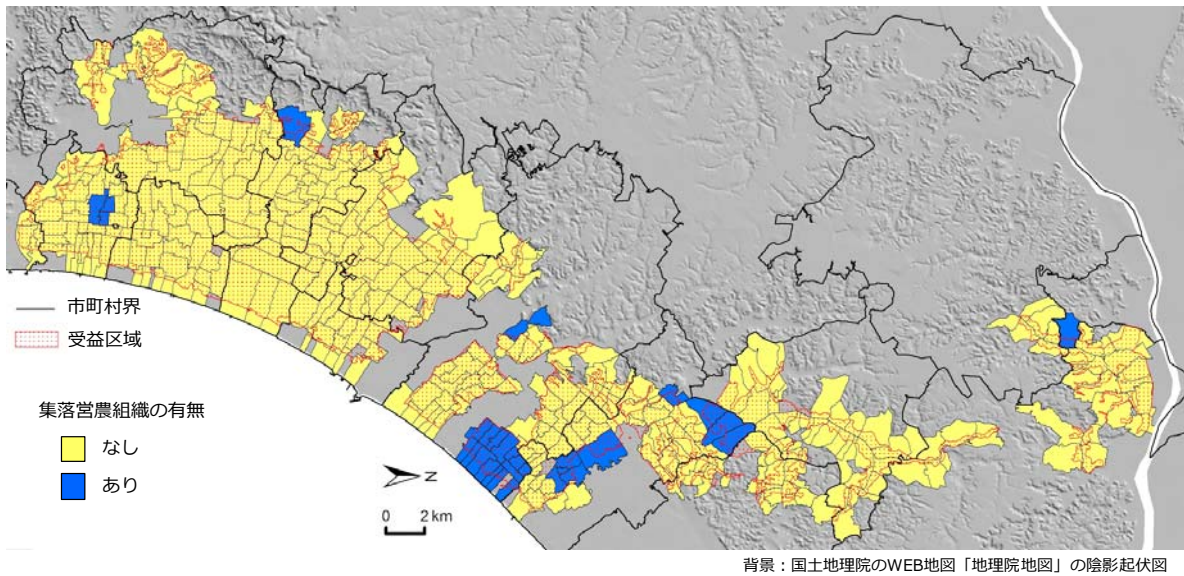 市町村界
受益区域
集落営農組織の有無
なし
あり
N
0 2 km
背景：国土地理院のWEB地図「地理院地図」の陰影起伏図